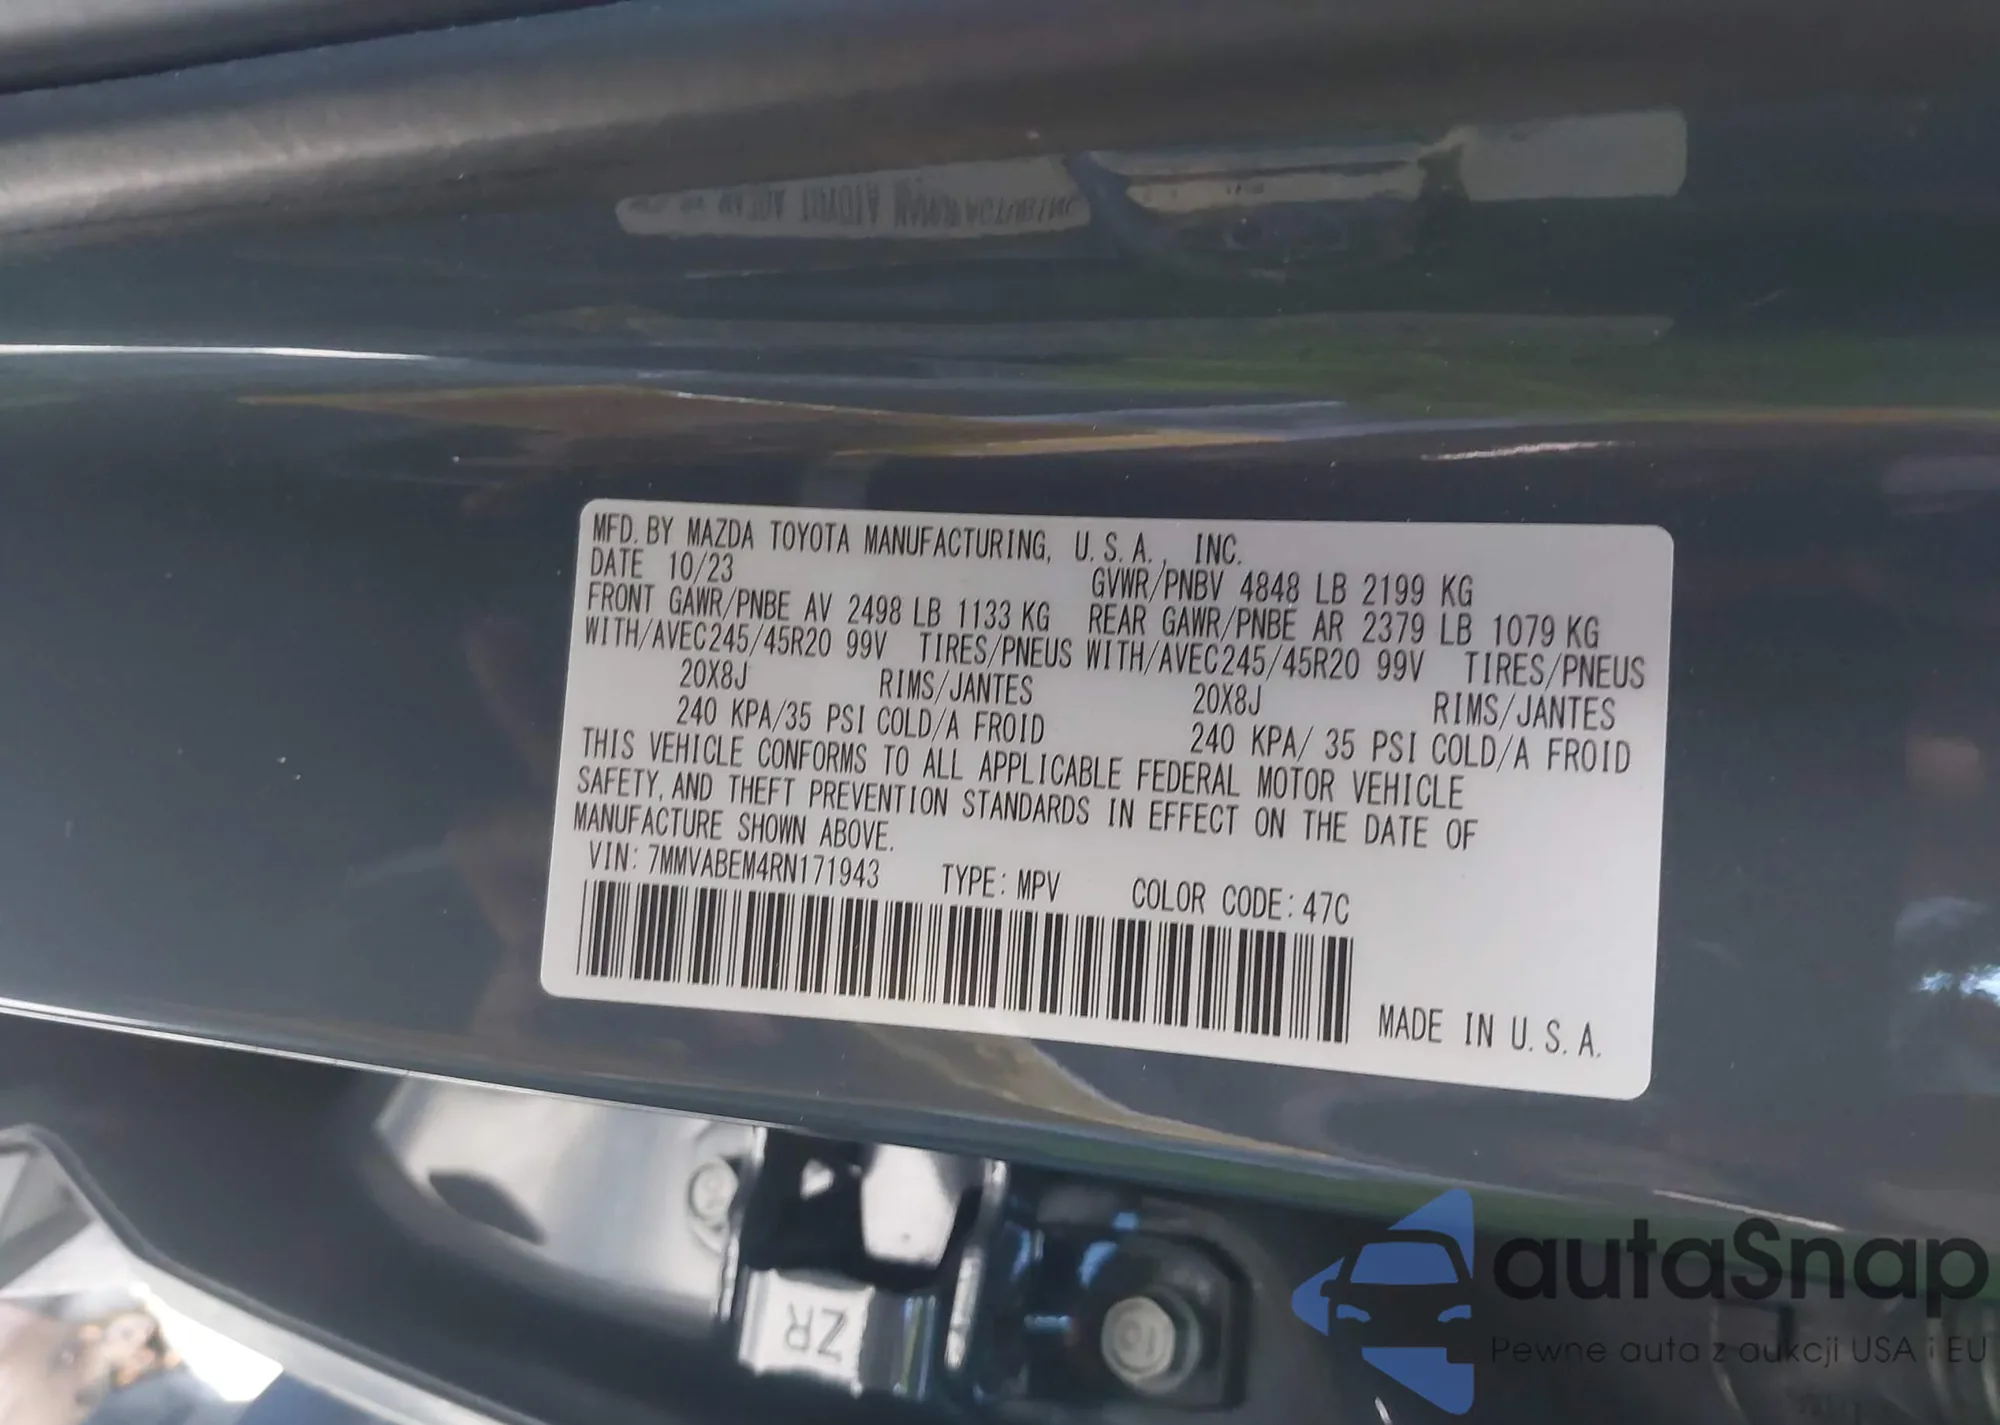 MFD. BY MAZDA TOYOTA MANUFACTURING, U.S.A., INC.
DATE 10/23 GVWR/PNBV 4848 LB 2199 KG
FRONT GAWR/PNBE AV 2498 LB 1133 KG REAR GAWR/PNBE AR 2379 LB 1079 KG
WITH/AVEC245/45R20 99V TIRES/PNEUS WITH/AVEC245/45R20 99V TIRES/PNEUS
20X8J RIMS/JANTES 20X8J RIMS/JANTES
240 KPA/35 PSI COLD/A FROID 240 KPA/ 35 PSI COLD/A FROID
THIS VEHICLE CONFORMS TO ALL APPLICABLE FEDERAL MOTOR VEHICLE
SAFETY, AND THEFT PREVENTION STANDARDS IN EFFECT ON THE DATE OF
MANUFACTURE SHOWN ABOVE.
VIN: 7MMVABEM4RN171943 TYPE: MPV COLOR CODE: 47C
MADE IN U.S.A.
ZR
autaSnap
Pewne auta z aukcji USA i EU